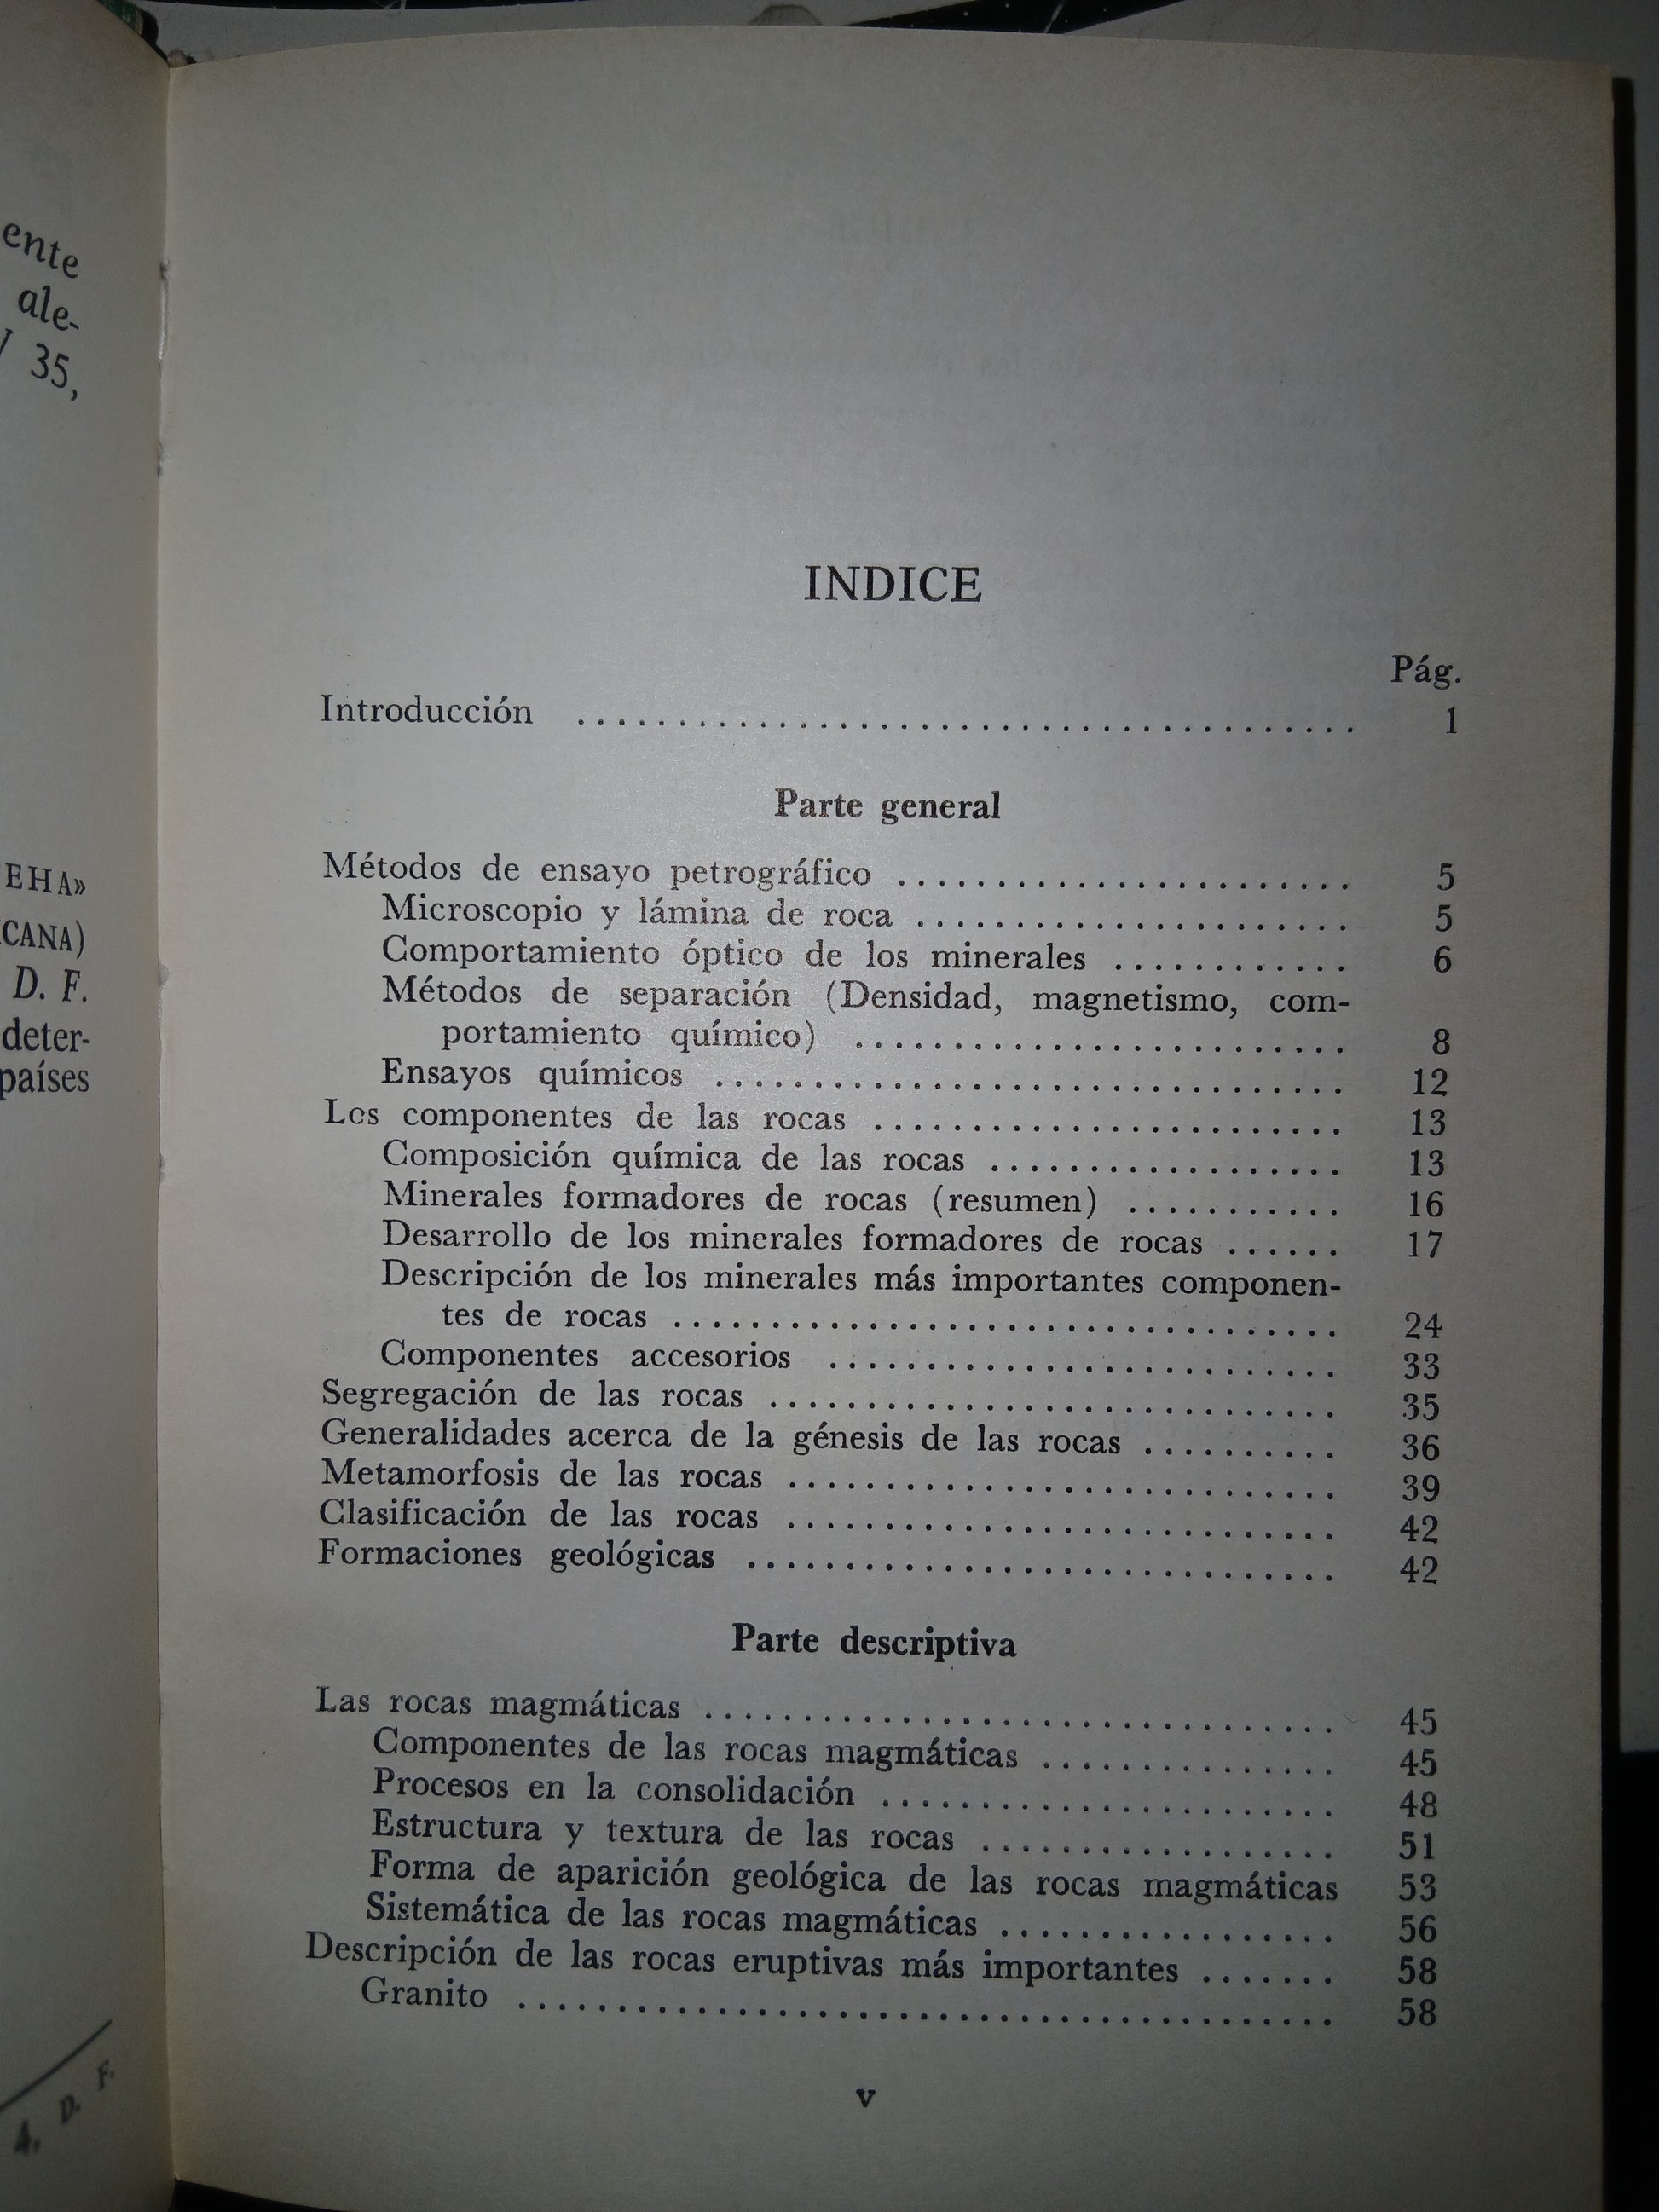 ente
ale-
35,
EHA»
CANA)
D. F.
deter-
países
4, D. F.
INDICE
Pág.
Introducción ........................................ 1
Parte general
Métodos de ensayo petrográfico ........................ 5
Microscopio y lámina de roca ...................... 5
Comportamiento óptico de los minerales ............ 6
Métodos de separación (Densidad, magnetismo, com-
portamiento químico) ......................... 8
Ensayos químicos ................................ 12
Los componentes de las rocas ........................ 13
Composición química de las rocas .................. 13
Minerales formadores de rocas (resumen) ........... 16
Desarrollo de los minerales formadores de rocas ...... 17
Descripción de los minerales más importantes componen-
tes de rocas .................................. 24
Componentes accesorios .......................... 33
Segregación de las rocas ............................. 35
Generalidades acerca de la génesis de las rocas .......... 36
Metamorfosis de las rocas ............................ 39
Clasificación de las rocas ............................ 42
Formaciones geológicas .............................. 42
Parte descriptiva
Las rocas magmáticas ................................ 45
Componentes de las rocas magmáticas ............... 45
Procesos en la consolidación ....................... 48
Estructura y textura de las rocas .................. 51
Forma de aparición geológica de las rocas magmáticas 53
Sistemática de las rocas magmáticas ................. 56
Descripción de las rocas eruptivas más importantes ....... 58
Granito .......................................... 58
v